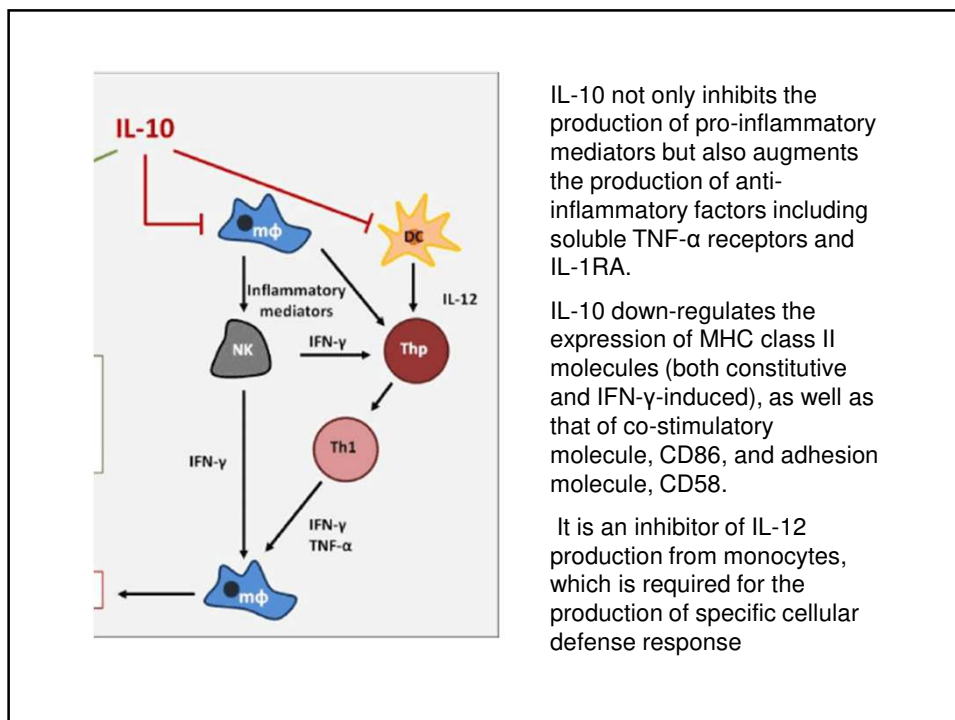 IL-10
mϕ
DC
Inflammatory
mediators
IL-12
NK
IFN-γ
Thp
Th1
IFN-γ
IFN-γ
TNF-α
mϕ
IL-10 not only inhibits the
production of pro-inflammatory
mediators but also augments
the production of anti-
inflammatory factors including
soluble TNF-α receptors and
IL-1RA.
IL-10 down-regulates the
expression of MHC class II
molecules (both constitutive
and IFN-γ-induced), as well as
that of co-stimulatory
molecule, CD86, and adhesion
molecule, CD58.
It is an inhibitor of IL-12
production from monocytes,
which is required for the
production of specific cellular
defense response